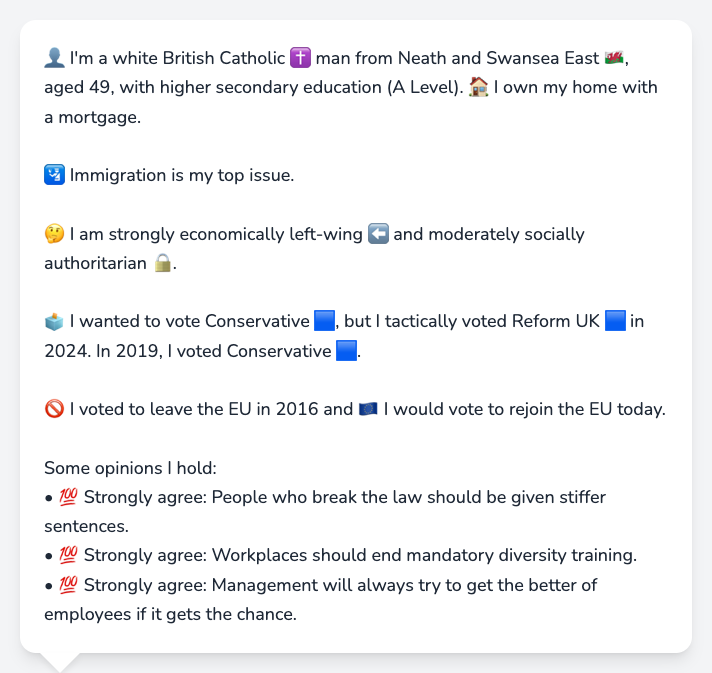 👤 I'm a white British Catholic ✝️ man from Neath and Swansea East 🏴󠁧󠁢󠁷󠁬󠁳󠁿,
aged 49, with higher secondary education (A Level). 🏠 I own my home with
a mortgage.
🛂 Immigration is my top issue.
🤔 I am strongly economically left-wing ⬅️ and moderately socially
authoritarian 🔒.
🗳️ I wanted to vote Conservative 🟦, but I tactically voted Reform UK 🟦 in
2024. In 2019, I voted Conservative 🟦.
🚫 I voted to leave the EU in 2016 and 🇪🇺 I would vote to rejoin the EU today.
Some opinions I hold:
• 💯 Strongly agree: People who break the law should be given stiffer
sentences.
• 💯 Strongly agree: Workplaces should end mandatory diversity training.
• 💯 Strongly agree: Management will always try to get the better of
employees if it gets the chance.